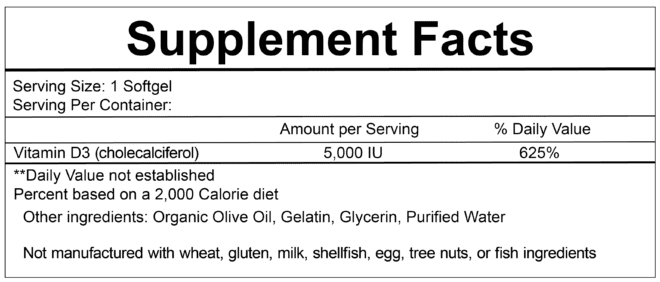 Supplement Facts
Serving Size: 1 Softgel
Serving Per Container:
Amount per Serving % Daily Value
Vitamin D3 (cholecalciferol) 5,000 IU 625%
**Daily Value not established
Percent based on a 2,000 Calorie diet
Other ingredients: Organic Olive Oil, Gelatin, Glycerin, Purified Water
Not manufactured with wheat, gluten, milk, shellfish, egg, tree nuts, or fish ingredients